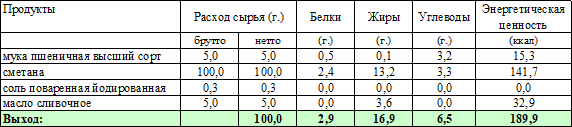 Продукты Расход сырья (г.) Белки Жиры Углеводы Энергетическая ценность
брутто нетто (г.) (г.) (г.) (ккал)
мука пшеничная высший сорт 5,0 5,0 0,5 0,1 3,2 15,3
сметана 100,0 100,0 2,4 13,2 3,3 141,7
соль поваренная йодированная 0,3 0,3 0,0 0,0 0,0 0,0
масло сливочное 5,0 5,0 0,0 3,6 0,0 32,9
Выход: 100,0 2,9 16,9 6,5 189,9